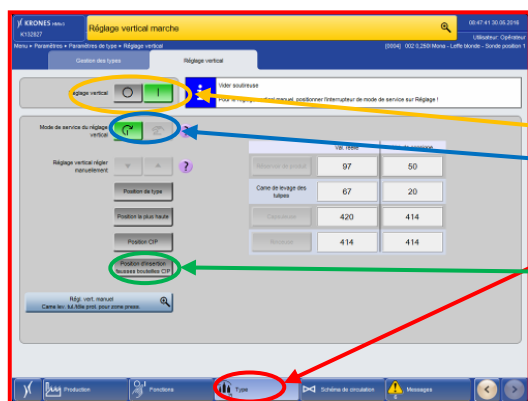 KRONES
K102827
Réglage vertical marche
08:47:41 30.05.2016
Utilisateur: Opérateur
Menu » Paramètres » Paramètres de type » Réglage vertical
[0004] 002 0,250l Mona - Leffe blonde - Sonde position 1
Gestion des types
Réglage vertical
Réglage vertical
Vider soutireuse
Pour le réglage vertical manuel, positionner l'interrupteur de mode de service sur Réglage !
Mode de service du réglage
vertical
?
Val. réelle
Réglage vertical régler
manuellement
?
97
50
Position de type
Came de levage des
tulipes
67
20
Position la plus haute
420
414
Position CIP
414
414
Position d'insertion
fausses bouteilles CIP
Régl. vert. manuel
Came lev. tul./tôle prot. pour zone press.
Production
Fonctions
Type
Schéma de circulation
Messages